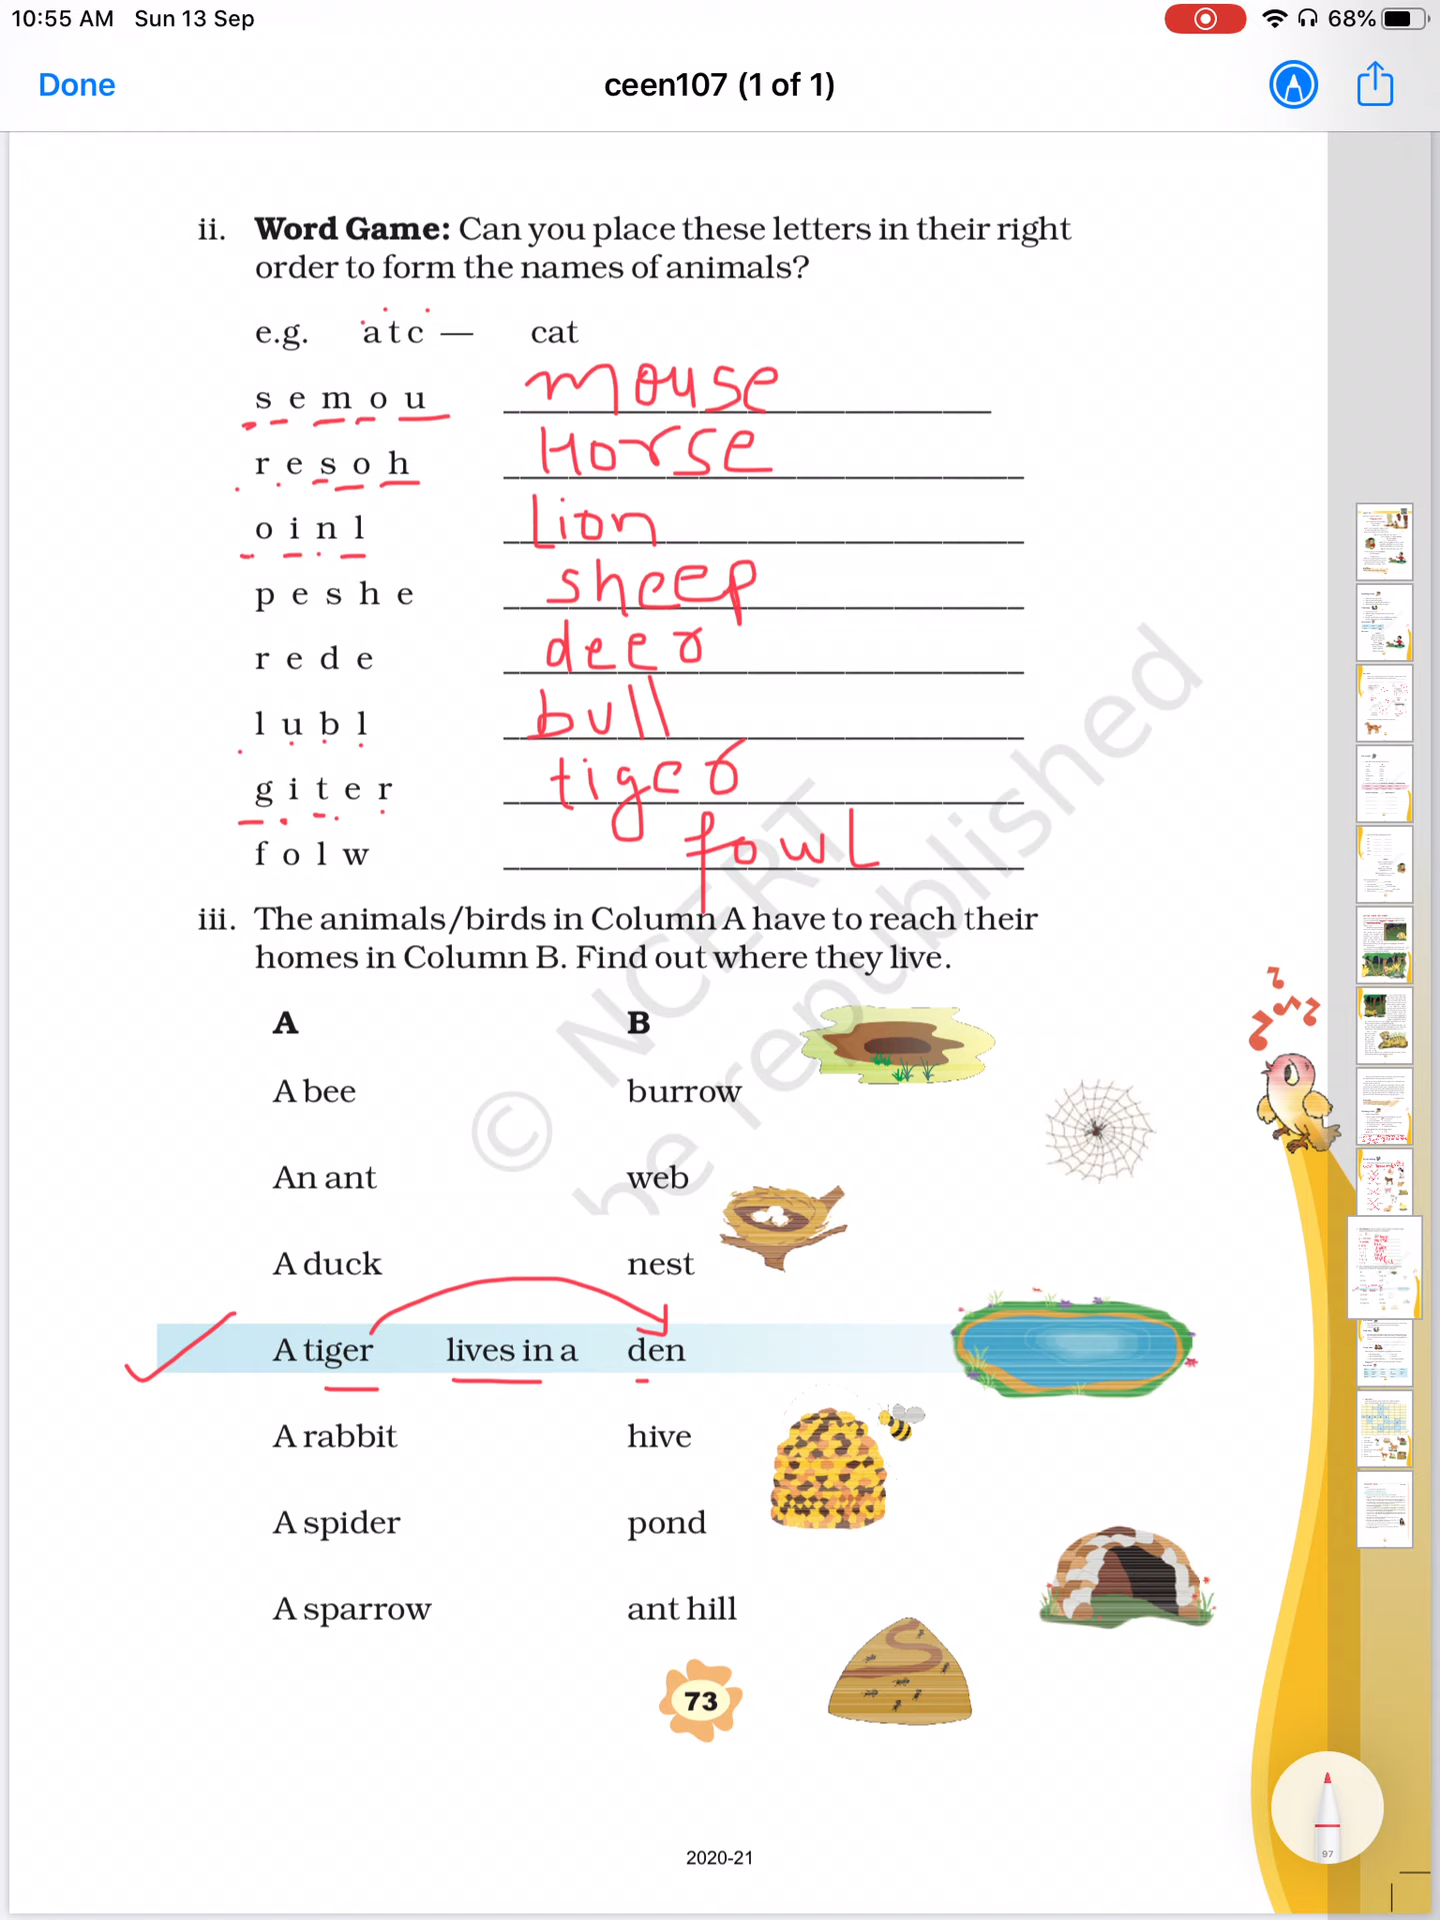 10:55 AM Sun 13 Sep 68%
Done ceen107 (1 of 1)
ii. Word Game: Can you place these letters in their right
order to form the names of animals?
e.g. a t c — cat
s e m o u mouse
r e s o h Horse
o i n l Lion
p e s h e sheep
r e d e deer
l u b l bull
g i t e r tiger
f o l w fowl
iii. The animals/birds in Column A have to reach their
homes in Column B. Find out where they live.
A B
A bee burrow
An ant web
A duck nest
A tiger lives in a den
A rabbit hive
A spider pond
A sparrow ant hill
© NCERT
be republished
73
2020-21
97